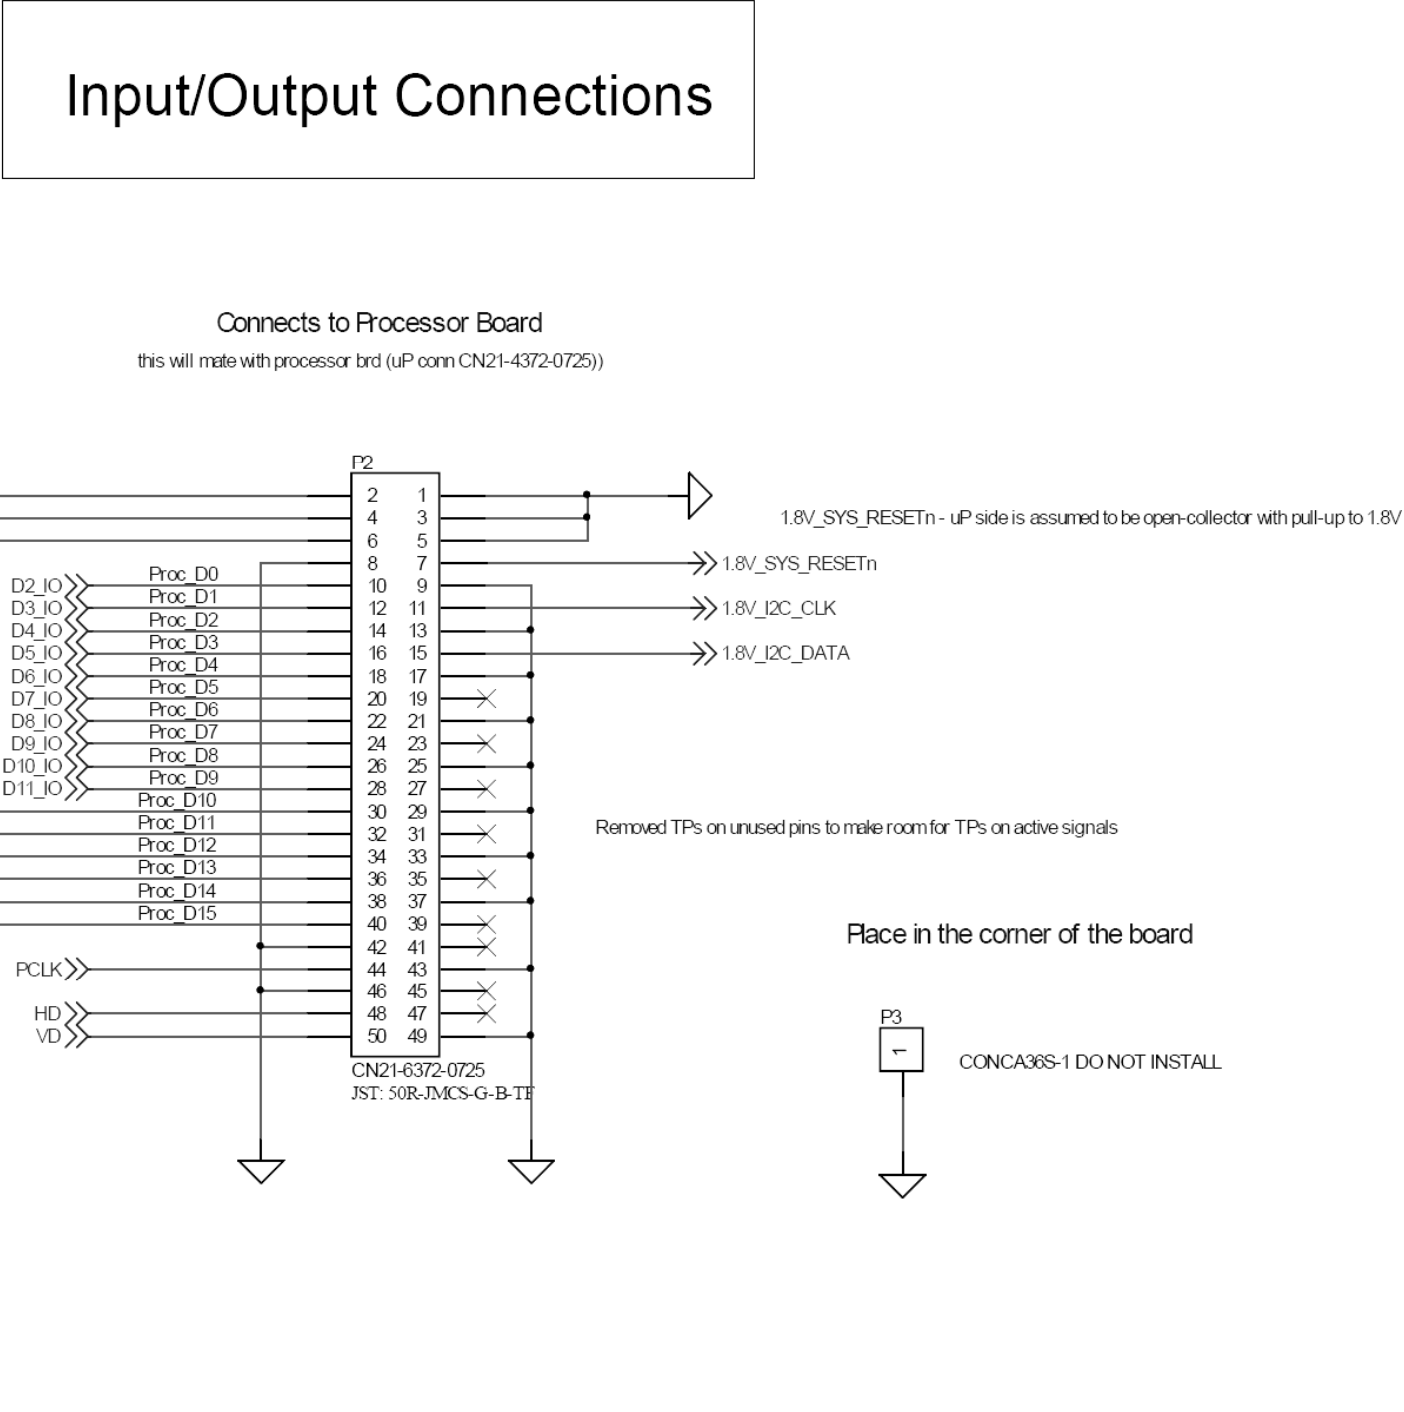 Input/Output Connections
Connects to Processor Board
this will mate with processor brd (uP conn CN21-4372-0725))
P2
2 1
4 3
1.8V_SYS_RESETn - uP side is assumed to be open-collector with pull-up to 1.8V
6 5
8 7 1.8V_SYS_RESETn
D2_IO Proc_D0 10 9
D3_IO Proc_D1 12 11 1.8V_I2C_CLK
D4_IO Proc_D2 14 13
D5_IO Proc_D3 16 15 1.8V_I2C_DATA
D6_IO Proc_D4 18 17
D7_IO Proc_D5 20 19
D8_IO Proc_D6 22 21
D9_IO Proc_D7 24 23
D10_IO Proc_D8 26 25
D11_IO Proc_D9 28 27
Proc_D10 30 29
Proc_D11 32 31
Removed TPs on unused pins to make room for TPs on active signals
Proc_D12 34 33
Proc_D13 36 35
Proc_D14 38 37
Proc_D15 40 39
Place in the corner of the board
42 41
PCLK 44 43
46 45
HD 48 47
VD 50 49
P3
1
CONCA36S-1 DO NOT INSTALL
CN21-6372-0725
JST: 50R-JMCS-G-B-TF